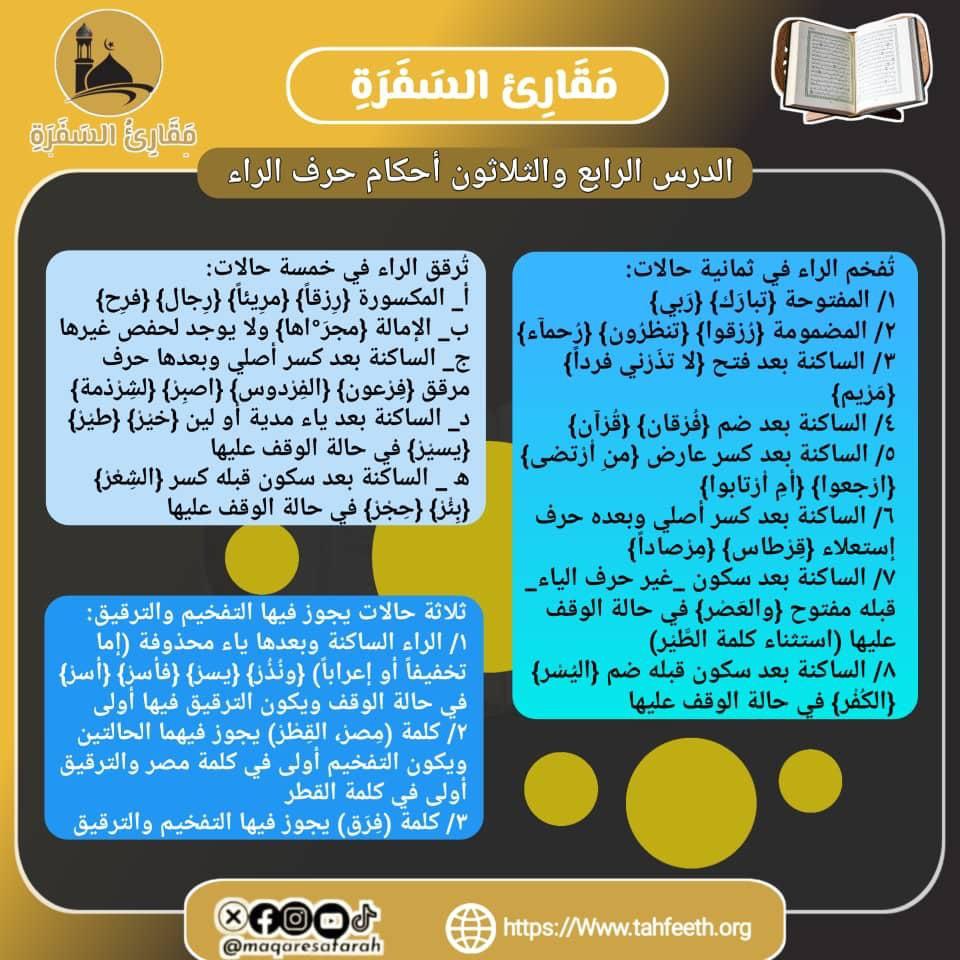 مَقَارِئ السَفَرَةِ
مَقَارِئُ السَفَرَةِ
الدرس الرابع والثلاثون أحكام حرف الراء
تُفخم الراء في ثمانية حالات:
١/ المفتوحة {تبارَك} {رَبي}
٢/ المضمومة {رُزقوا} {تنظرُون} {رُحمآء}
٣/ الساكنة بعد فتح {لا تذَرْني فرداً}
{مَرْيم}
٤/ الساكنة بعد ضم {فُرْقان} {قُرْآن}
٥/ الساكنة بعد كسر عارض {منِ اَرْتضى}
{اَرْجعوا} {أمِ اَرْتابوا}
٦/ الساكنة بعد كسر أصلي وبعده حرف
إستعلاء {قِرْطاس} {مِرْصاداً}
٧/ الساكنة بعد سكون _غير حرف الياء_
قبله مفتوح {والعَصْر} في حالة الوقف
عليها (استثناء كلمة الطَّيْر)
٨/ الساكنة بعد سكون قبله ضم {اليُسْر}
{الكُفْر} في حالة الوقف عليها
تُرقق الراء في خمسة حالات:
أ_ المكسورة {رِزقاً} {مرِيئاً} {رِجال} {فرِح}
ب_ الإمالة {مجرَ°اها} ولا يوجد لحفص غيرها
ج_ الساكنة بعد كسر أصلي وبعدها حرف
مرقق {فِرْعون} {الفِرْدوس} {اصبِرْ} {لشِرْذمة}
د_ الساكنة بعد ياء مدية أو لين {خَيْرْ} {طيْرْ}
{يسيْرْ} في حالة الوقف عليها
ه _ الساكنة بعد سكون قبله كسر {الشِعْرْ}
{بِئْرْ} {حِجْرْ} في حالة الوقف عليها
ثلاثة حالات يجوز فيها التفخيم والترقيق:
١/ الراء الساكنة وبعدها ياء محذوفة (إما
تخفيفاً أو إعراباً) {ونُذُرْ} {يسرْ} {فأسرْ} {أسرْ}
في حالة الوقف ويكون الترقيق فيها أولى
٢/ كلمة (مِصرْ، القِطْرْ) يجوز فيهما الحالتين
ويكون التفخيم أولى في كلمة مصر والترقيق
أولى في كلمة القطر
٣/ كلمة (فِرَق) يجوز فيها التفخيم والترقيق
@maqaresafarah
https://Www.tahfeeth.org